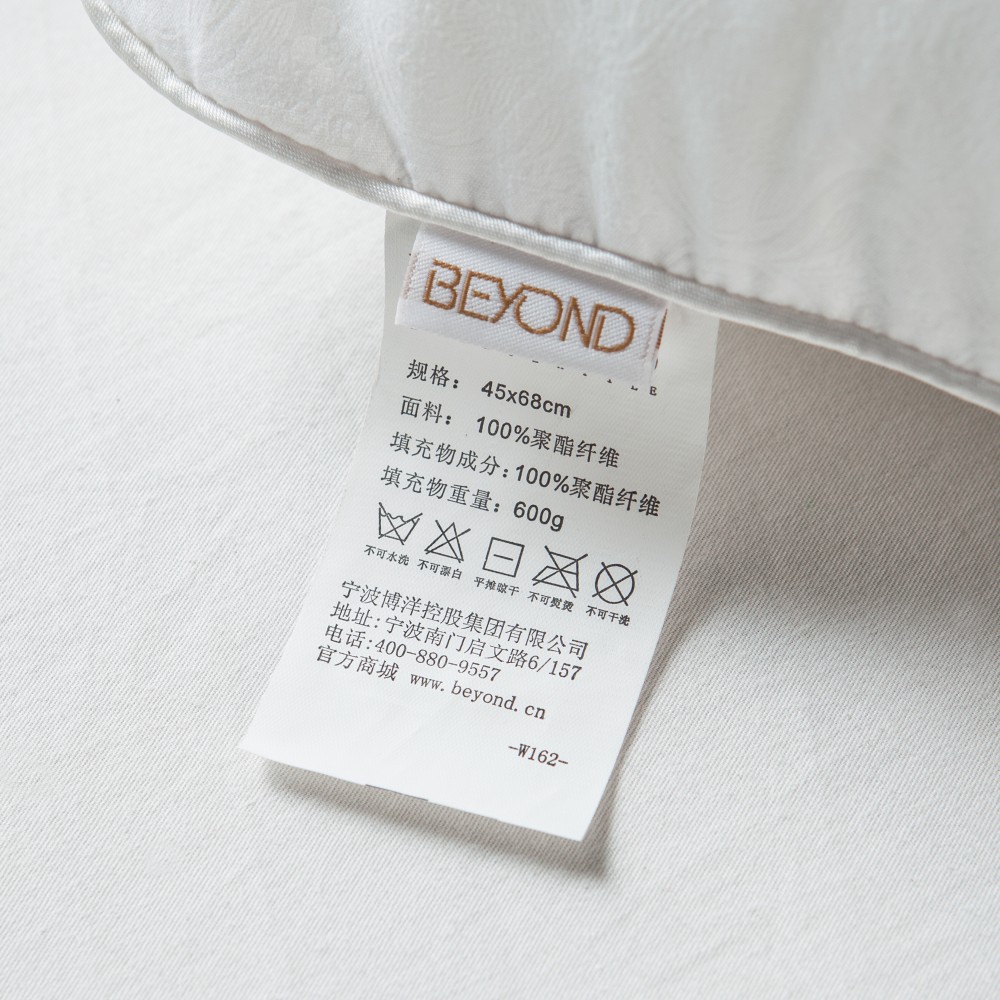 BEYOND
规格： 45x68cm
面料： 100%聚酯纤维
填充物成分：100%聚酯纤维
填充物重量：600g
不可水洗 不可漂白 平摊晾干 不可熨烫 不可干洗
宁波博洋控股集团有限公司
地址：宁波南门启文路6/157
电话：400-880-9557
官方商城 www.beyond.cn
-W162-